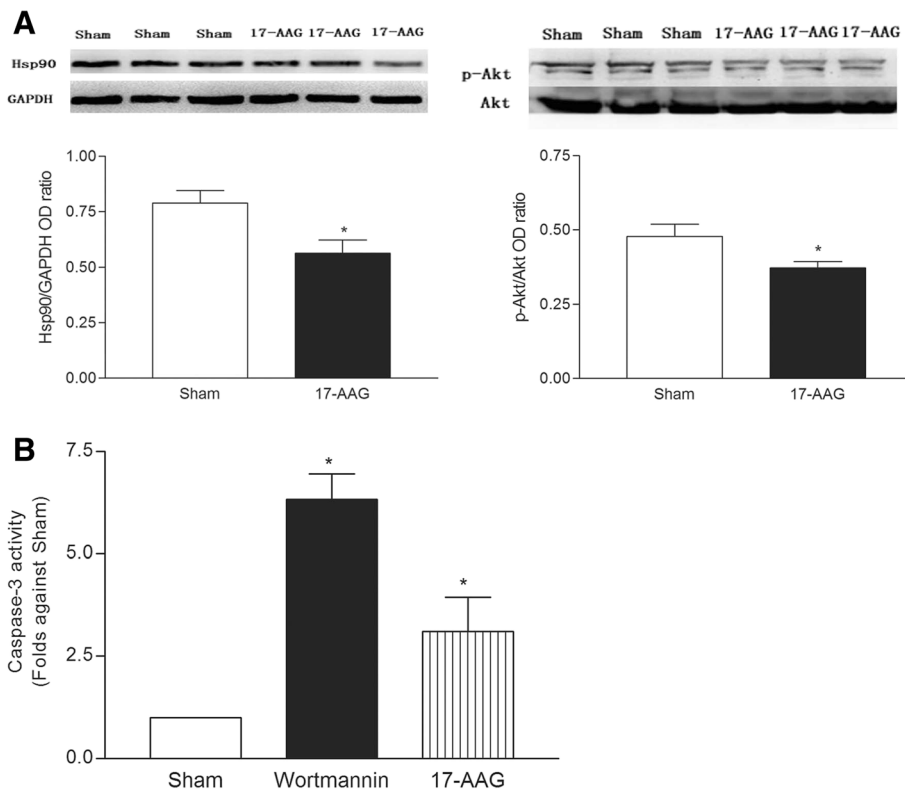 A
Sham Sham Sham 17-AAG 17-AAG 17-AAG
Hsp90
GAPDH
Sham Sham Sham 17-AAG 17-AAG 17-AAG
p-Akt
Akt
Hsp90/GAPDH OD ratio
1.00
0.75
0.50
0.25
0.00
*
Sham 17-AAG
p-Akt/Akt OD ratio
0.75
0.50
0.25
0.00
*
Sham 17-AAG
B
Caspase-3 activity
(Folds against Sham)
7.5
5.0
2.5
0.0
*
*
Sham Wortmannin 17-AAG